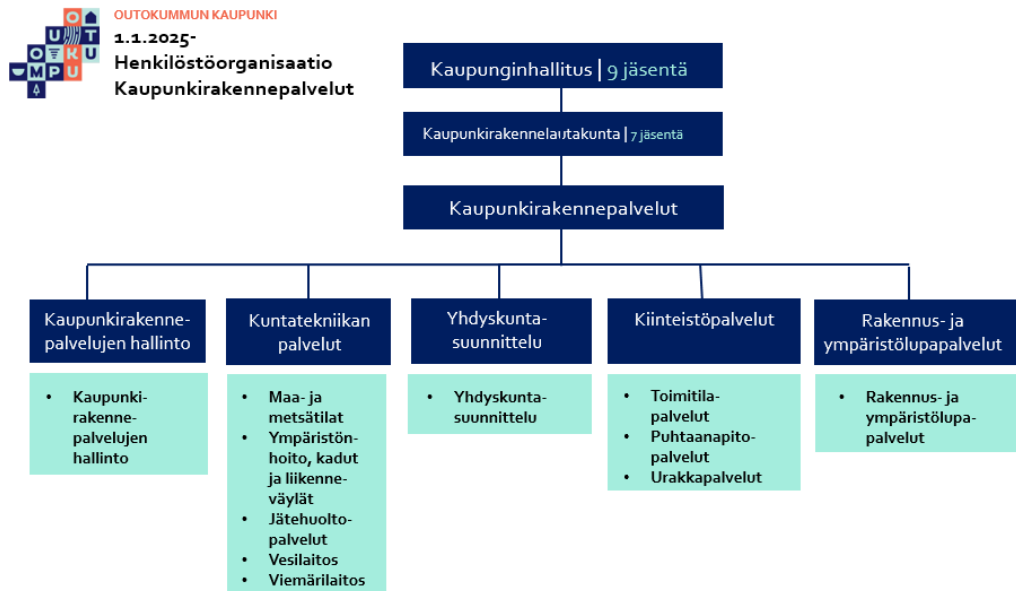 OUTOKUMMUN KAUPUNKI
1.1.2025-
Henkilöstöorganisaatio
Kaupunkirakennepalvelut
O
U T
O K U
M P U
Kaupunginhallitus | 9 jäsentä
Kaupunkirakennelautakunta | 7 jäsentä
Kaupunkirakennepalvelut
Kaupunkirakenne-
palvelujen hallinto
• Kaupunki-
rakenne-
palvelujen
hallinto
Kuntatekniikan
palvelut
• Maa- ja
metsätilat
• Ympäristön-
hoito, kadut
ja liikenne-
väylät
• Jätehuolto-
palvelut
• Vesilaitos
• Viemärilaitos
Yhdyskunta-
suunnittelu
• Yhdyskunta-
suunnittelu
Kiinteistöpalvelut
• Toimitila-
palvelut
• Puhtaanapito-
palvelut
• Urakkapalvelut
Rakennus- ja
ympäristölupapalvelut
• Rakennus- ja
ympäristölupa-
palvelut